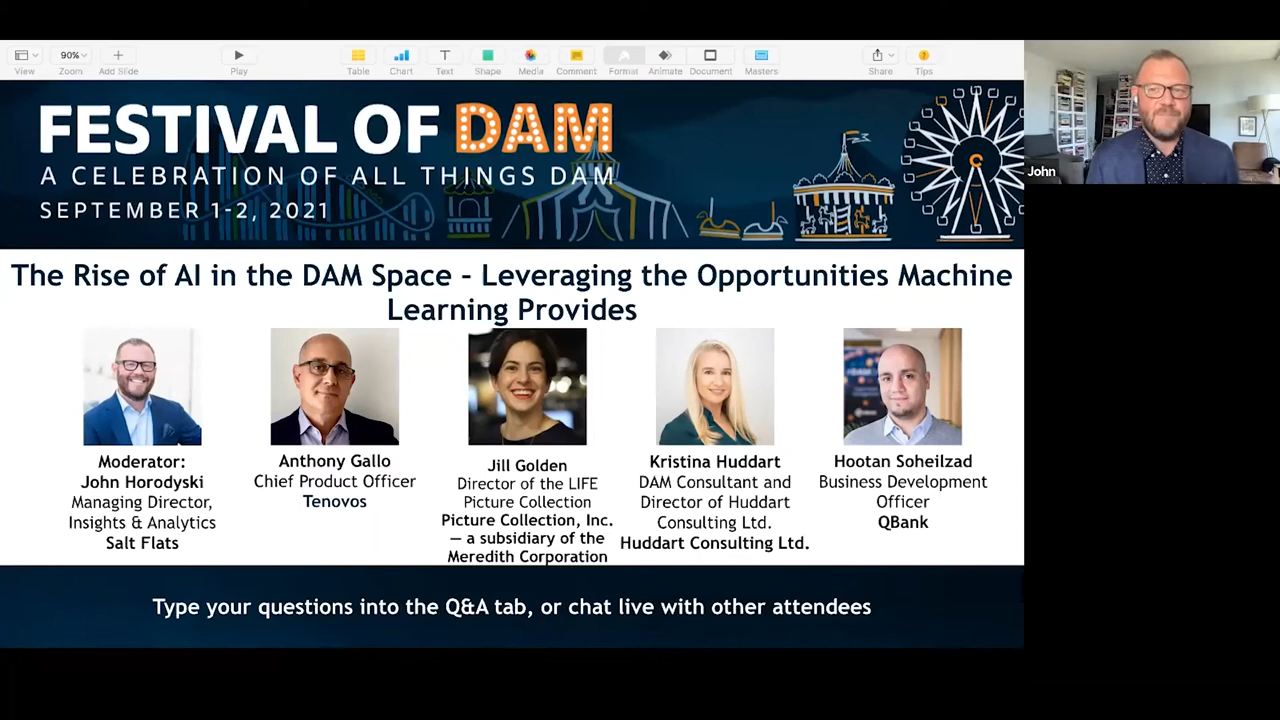 View
90%
Zoom
Add Slide
Play
Table
Chart
Text
Shape
Media
Comment
Format
Animate
Document
Masters
Share
Tips
FESTIVAL OF DAM
A CELEBRATION OF ALL THINGS DAM
SEPTEMBER 1-2, 2021
John
The Rise of AI in the DAM Space - Leveraging the Opportunities Machine
Learning Provides
Moderator:
John Horodyski
Managing Director,
Insights & Analytics
Salt Flats
Anthony Gallo
Chief Product Officer
Tenovos
Jill Golden
Director of the LIFE
Picture Collection
Picture Collection, Inc.
— a subsidiary of the
Meredith Corporation
Kristina Huddart
DAM Consultant and
Director of Huddart
Consulting Ltd.
Huddart Consulting Ltd.
Hootan Soheilzad
Business Development
Officer
QBank
Type your questions into the Q&A tab, or chat live with other attendees